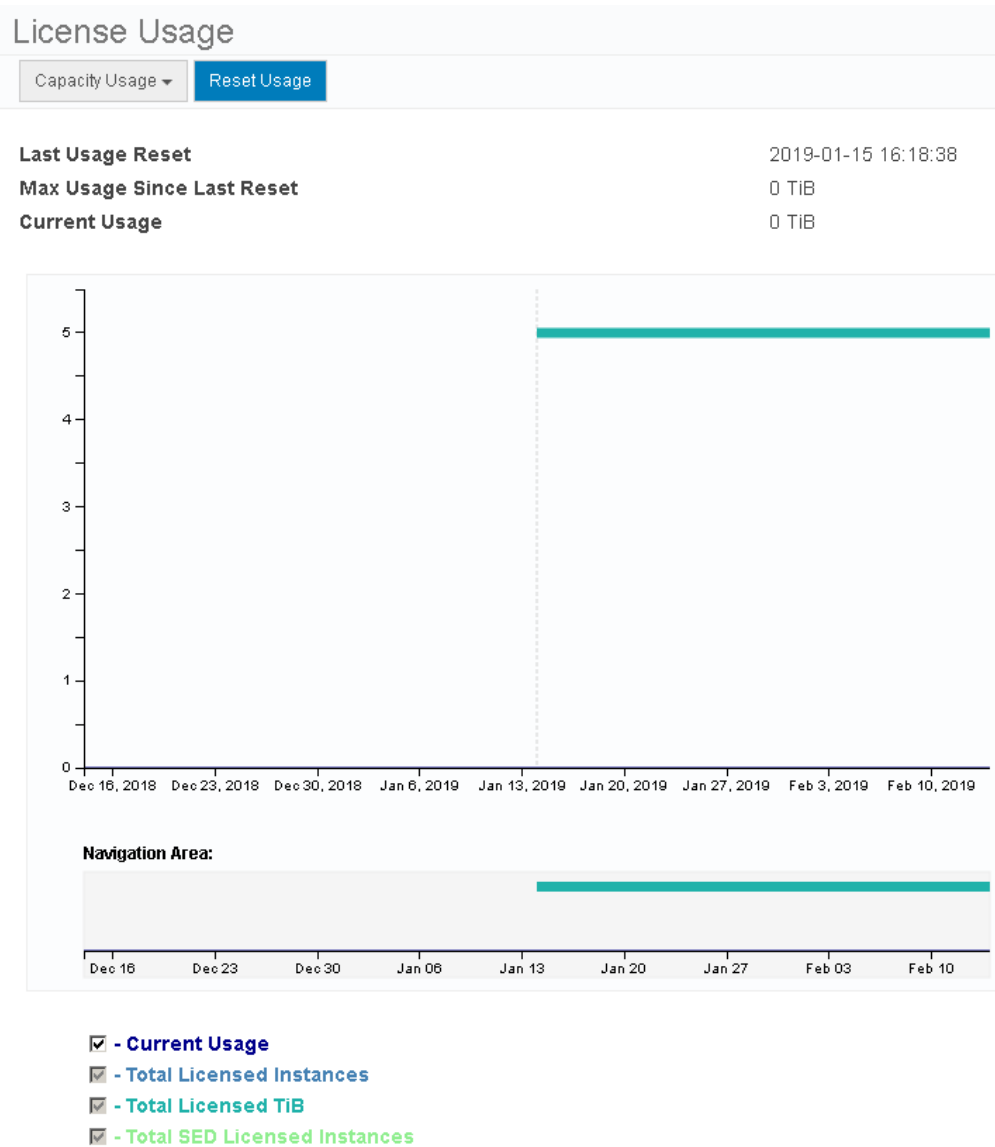 License Usage
Capacity Usage Reset Usage
Last Usage Reset 2019-01-15 16:18:38
Max Usage Since Last Reset 0 TiB
Current Usage 0 TiB
5
4
3
2
1
0
Dec 16, 2018 Dec 23, 2018 Dec 30, 2018 Jan 6, 2019 Jan 13, 2019 Jan 20, 2019 Jan 27, 2019 Feb 3, 2019 Feb 10, 2019
Navigation Area:
Dec 16 Dec 23 Dec 30 Jan 06 Jan 13 Jan 20 Jan 27 Feb 03 Feb 10
- Current Usage
- Total Licensed Instances
- Total Licensed TiB
- Total SED Licensed Instances